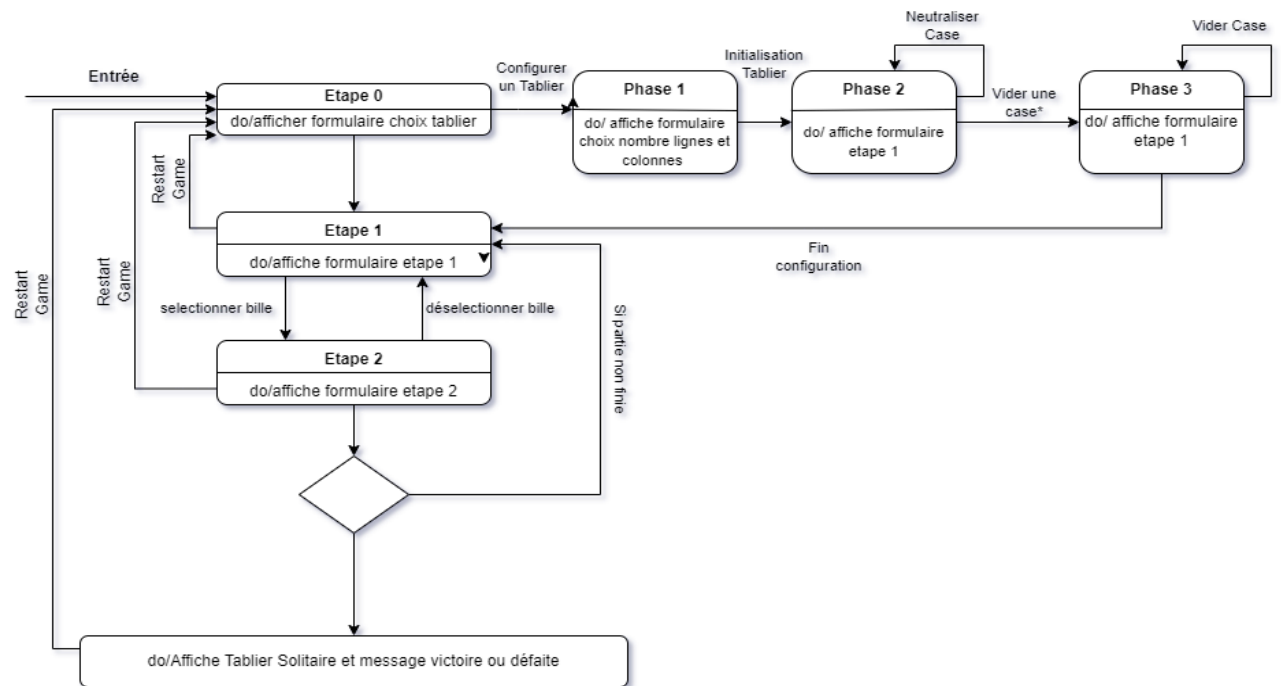 Neutraliser
Case
Vider Case
Entrée
Configurer
un Tablier
Initialisation
Tablier
Etape 0
do/afficher formulaire choix tablier
Phase 1
do/ affiche formulaire
choix nombre lignes et
colonnes
Phase 2
do/ affiche formulaire
etape 1
Vider une
case*
Phase 3
do/ affiche formulaire
etape 1
Restart
Game
Etape 1
do/affiche formulaire etape 1
Fin
configuration
Restart
Game
Restart
Game
selectionner bille
déselectionner bille
Si partie non finie
Etape 2
do/affiche formulaire etape 2
do/Affiche Tablier Solitaire et message victoire ou défaite